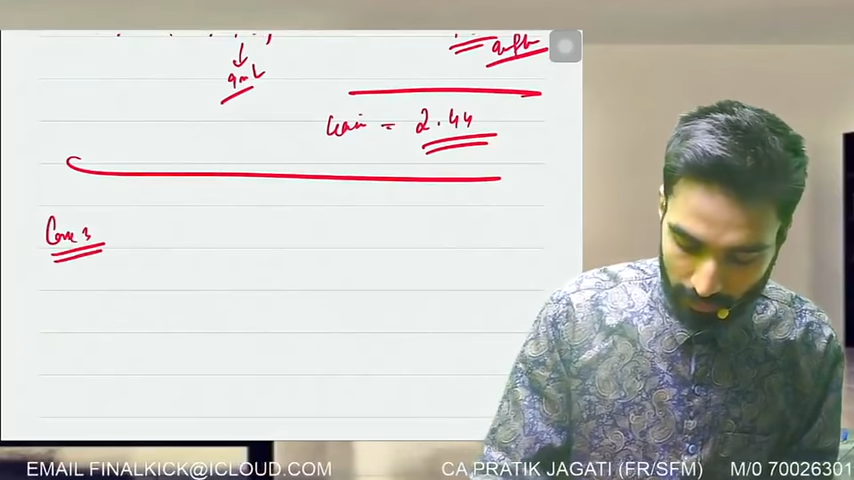 Gain = 2.44
Case 3
EMAIL FINALKICK@ICLOUD.COM CA PRATIK JAGATI (FR/SFM) M/0 70026301